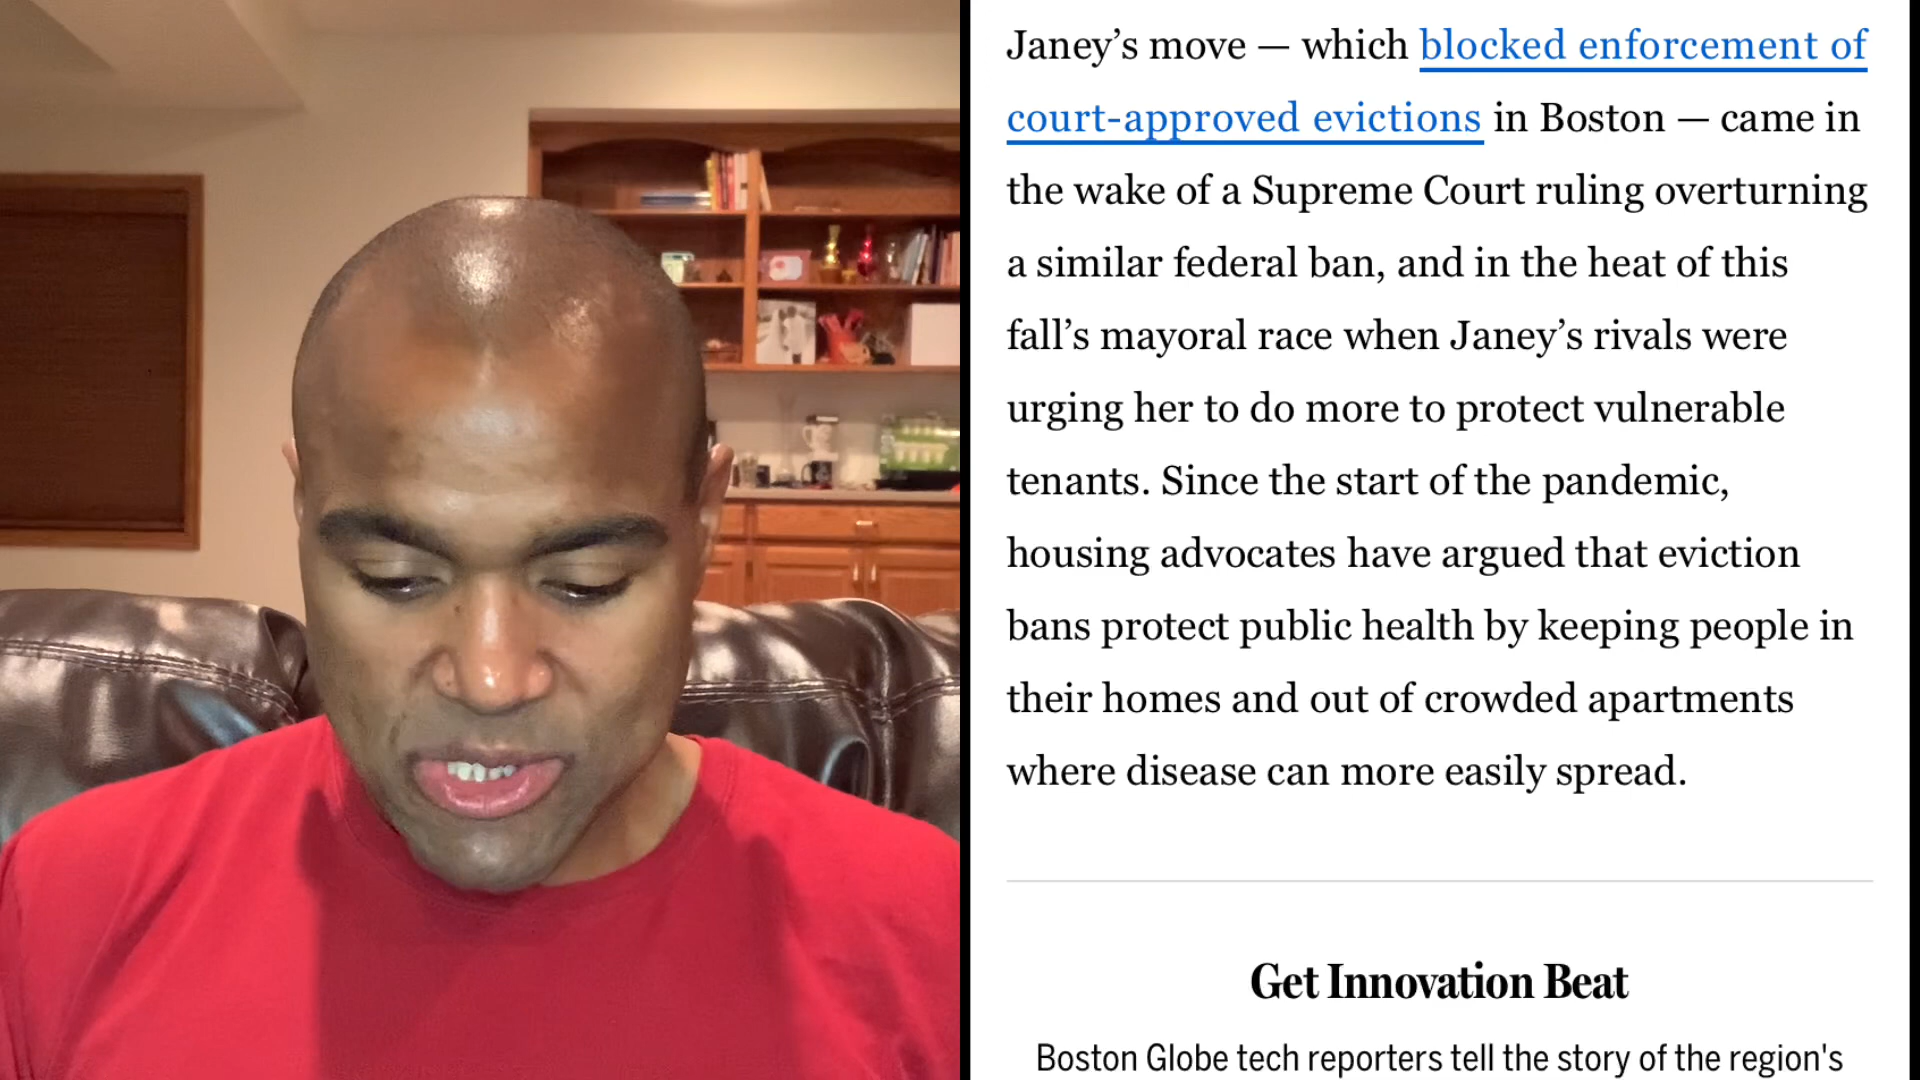 Janey’s move — which blocked enforcement of
court-approved evictions in Boston — came in
the wake of a Supreme Court ruling overturning
a similar federal ban, and in the heat of this
fall’s mayoral race when Janey’s rivals were
urging her to do more to protect vulnerable
tenants. Since the start of the pandemic,
housing advocates have argued that eviction
bans protect public health by keeping people in
their homes and out of crowded apartments
where disease can more easily spread.
Get Innovation Beat
Boston Globe tech reporters tell the story of the region's